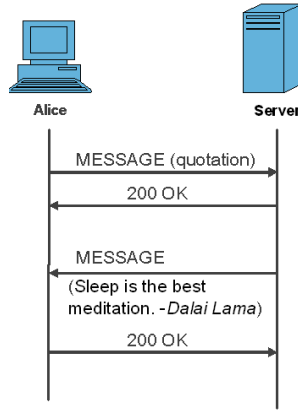 Alice
Server
MESSAGE (quotation)
200 OK
MESSAGE
(Sleep is the best
meditation. -Dalai Lama)
200 OK